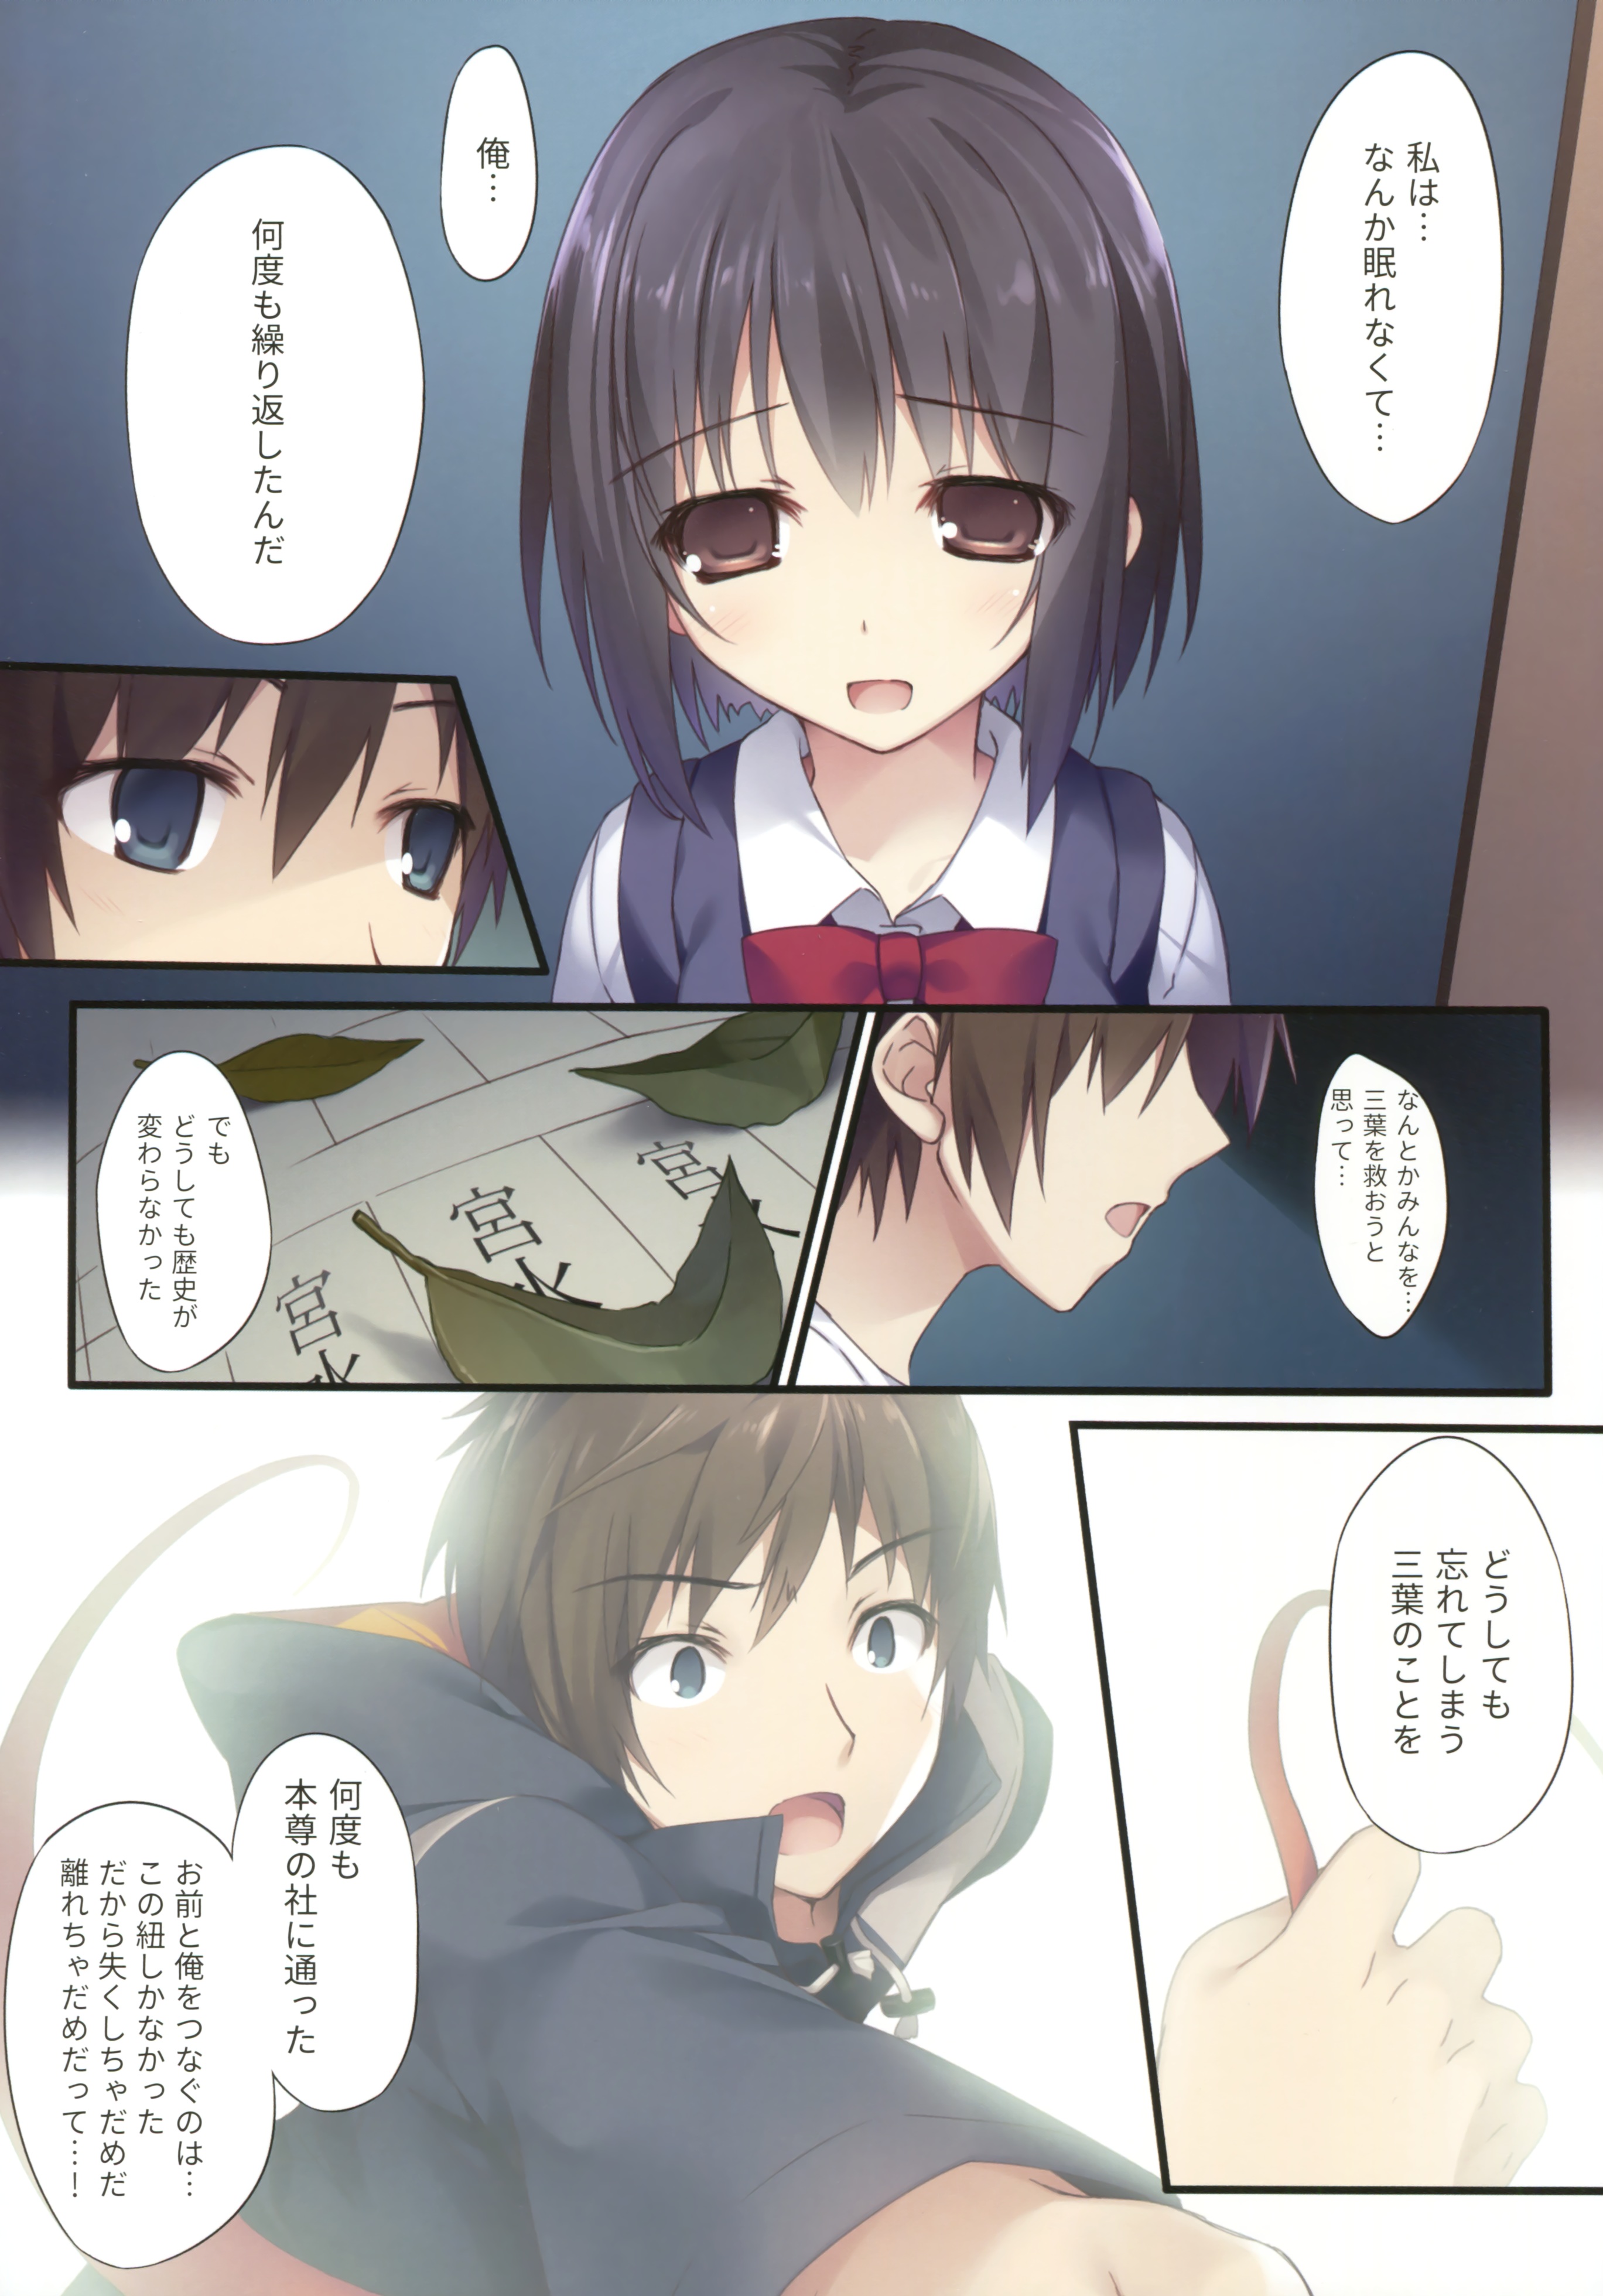 私は…
なんか眠れなくて…
俺…
何度も繰り返したんだ
なんとかみんなを…
三葉を救おうと
思って…
でも
どうしても歴史が
変わらなかった
宮
宮水
宮水
どうしても
忘れてしまう
三葉のことを
何度も
本尊の社に通った
お前と俺をつなぐのは…
この紐しかなかった
だから失くしちゃだめだ
離れちゃだめだって…！